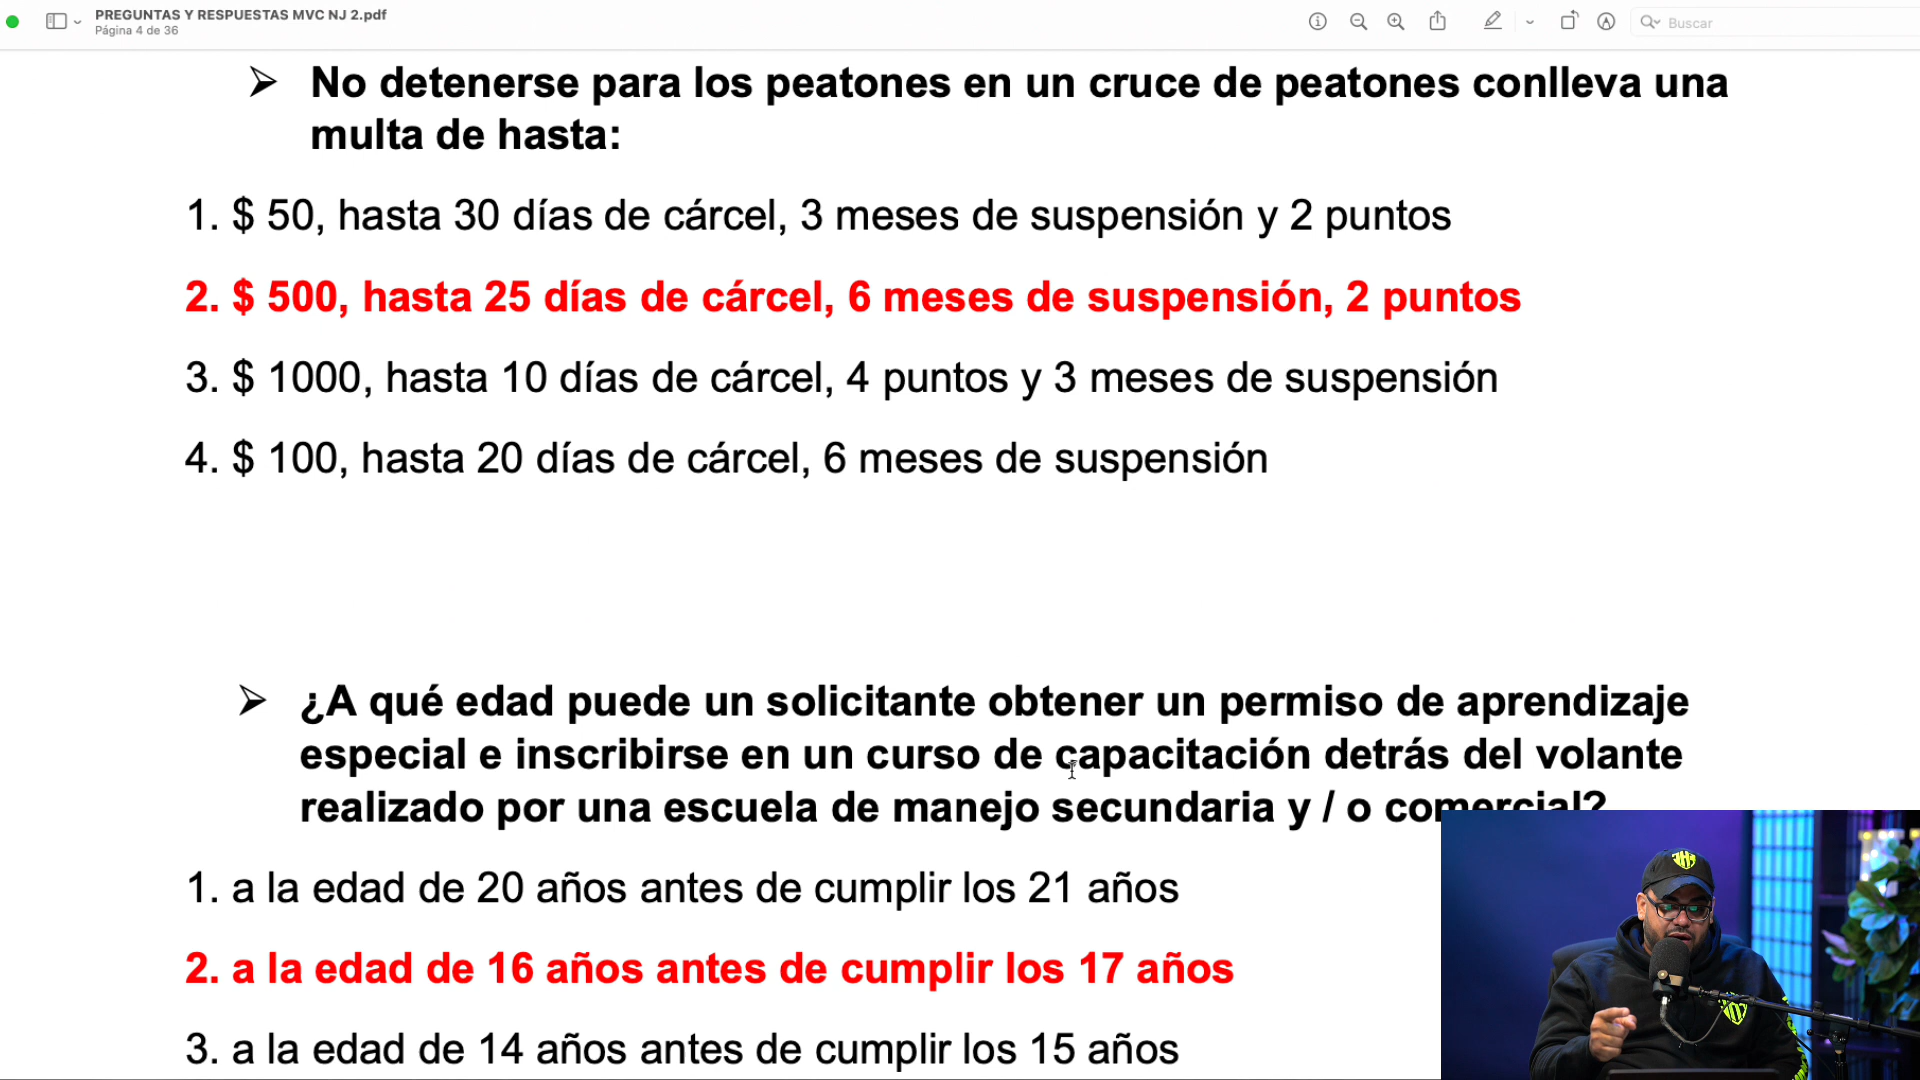 PREGUNTAS Y RESPUESTAS MVC NJ 2.pdf
Página 4 de 36
Buscar
➢ No detenerse para los peatones en un cruce de peatones conlleva una
multa de hasta:
1. $ 50, hasta 30 días de cárcel, 3 meses de suspensión y 2 puntos
2. $ 500, hasta 25 días de cárcel, 6 meses de suspensión, 2 puntos
3. $ 1000, hasta 10 días de cárcel, 4 puntos y 3 meses de suspensión
4. $ 100, hasta 20 días de cárcel, 6 meses de suspensión
➢ ¿A qué edad puede un solicitante obtener un permiso de aprendizaje
especial e inscribirse en un curso de capacitación detrás del volante
realizado por una escuela de manejo secundaria y / o comercial?
1. a la edad de 20 años antes de cumplir los 21 años
2. a la edad de 16 años antes de cumplir los 17 años
3. a la edad de 14 años antes de cumplir los 15 años